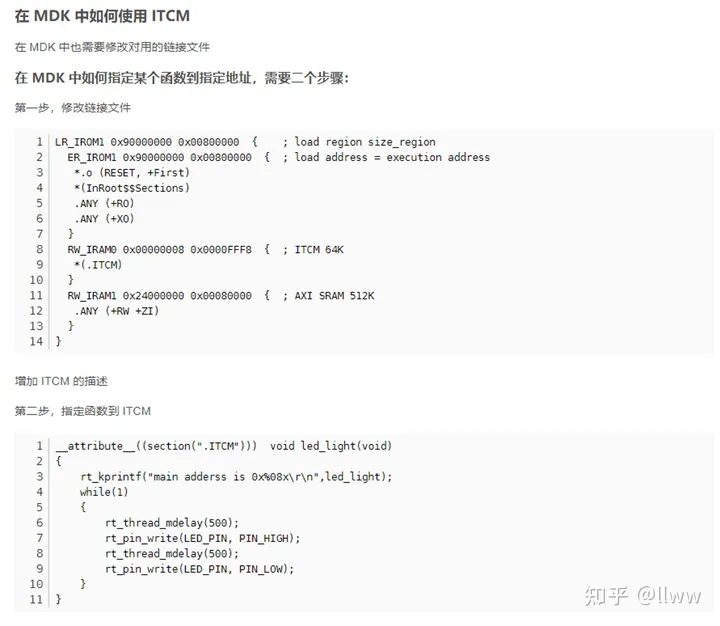 在 MDK 中如何使用 ITCM
在 MDK 中也需要修改对用的链接文件
在 MDK 中如何指定某个函数到指定地址，需要二个步骤：
第一步，修改链接文件
1 LR_IROM1 0x90000000 0x00800000  {    ; load region size_region
2   ER_IROM1 0x90000000 0x00800000  {  ; load address = execution address
3    *.o (RESET, +First)
4    *(InRoot$$Sections)
5    .ANY (+RO)
6    .ANY (+XO)
7   }
8   RW_IRAM0 0x00000008 0x0000FFF8  {  ; ITCM 64K
9    *(.ITCM)
10   }
11   RW_IRAM1 0x24000000 0x00080000  {  ; AXI SRAM 512K
12    .ANY (+RW +ZI)
13   }
14 }
增加 ITCM 的描述
第二步，指定函数到 ITCM
1 __attribute__((section(".ITCM")))  void led_light(void)
2 {
3     rt_kprintf("main adderss is 0x%08x\r\n",led_light);
4     while(1)
5     {
6         rt_thread_mdelay(500);
7         rt_pin_write(LED_PIN, PIN_HIGH);
8         rt_thread_mdelay(500);
9         rt_pin_write(LED_PIN, PIN_LOW);
10     }
11 }
知乎 @llww